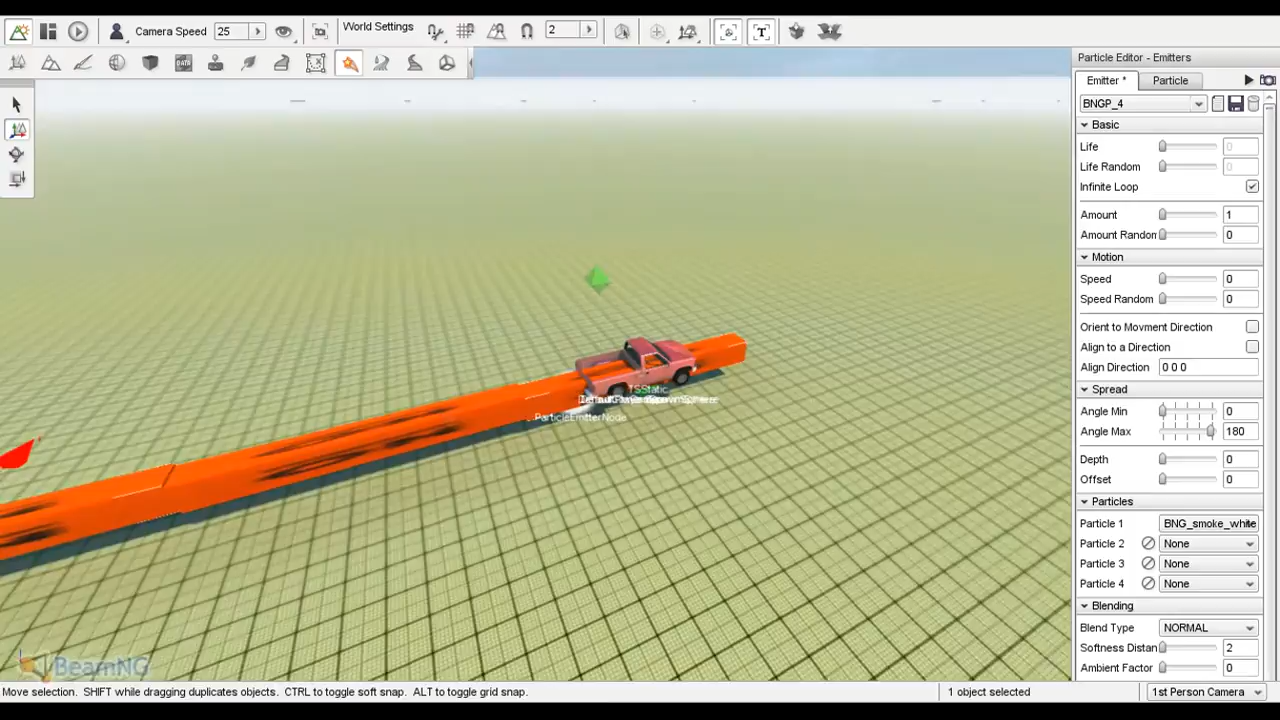 Camera Speed 25 World Settings 2
DATA
T
Particle Editor - Emitters
Emitter * Particle
BNGP_4
Basic
Life 0
Life Random 0
Infinite Loop
Amount 1
Amount Random 0
Motion
Speed 0
Speed Random 0
Orient to Movment Direction
Align to a Direction
Align Direction 0 0 0
Spread
Angle Min 0
Angle Max 180
Depth 0
Offset 0
Particles
Particle 1 BNG_smoke_white
Particle 2 None
Particle 3 None
Particle 4 None
Blending
Blend Type NORMAL
Softness Distan 2
Ambient Factor 0
TSStatic
ParticleEmitterNode
BeamNG
Move selection. SHIFT while dragging duplicates objects. CTRL to toggle soft snap. ALT to toggle grid snap. 1 object selected 1st Person Camera